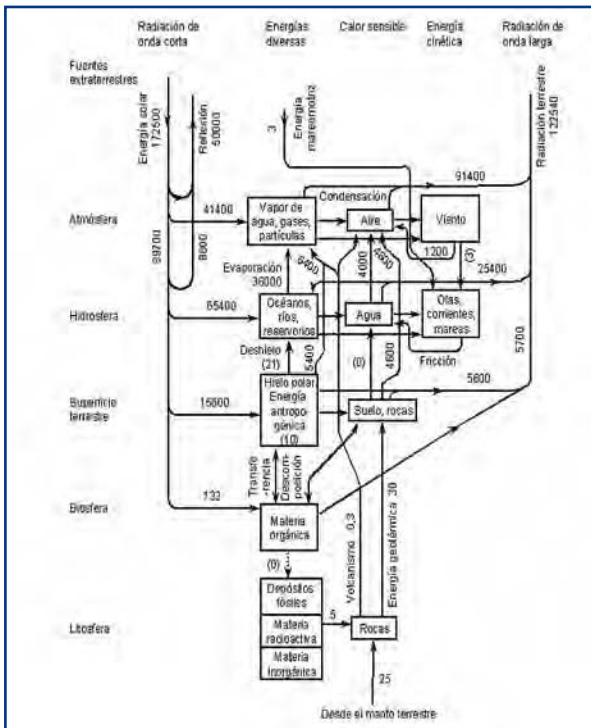 Radiación de
onda corta
Energías
diversas
Calor sensible
Energía
cinética
Radiación de
onda larga
Fuentes
extraterrestres
Energía solar
172500
Reflexión
50000
3
Energía
mareomotriz
Radiación terrestre
122540
91400
Condensación
Atmósfera
41400
Vapor de
agua, gases,
partículas
Aire
Viento
8600
Evaporación
36000
6400
4000
4600
1200
(3)
25400
Hidrosfera
65400
Océanos,
ríos,
reservorios
Agua
Olas,
corrientes,
mareas
Deshielo
(21)
5400
(0)
4600
Fricción
5700
Superficie
terrestre
Hielo polar
Energía
antropo-
génica
(10)
5600
Suelo, rocas
Transfe-
rencia
Descom-
posición
Biosfera
Materia
orgánica
(0)
Volcanismo 0,3
Energía geotérmica 30
Litosfera
Depósitos
fósiles
Materia
radioactiva
Materia
inorgánica
5
Rocas
25
Desde el manto terrestre